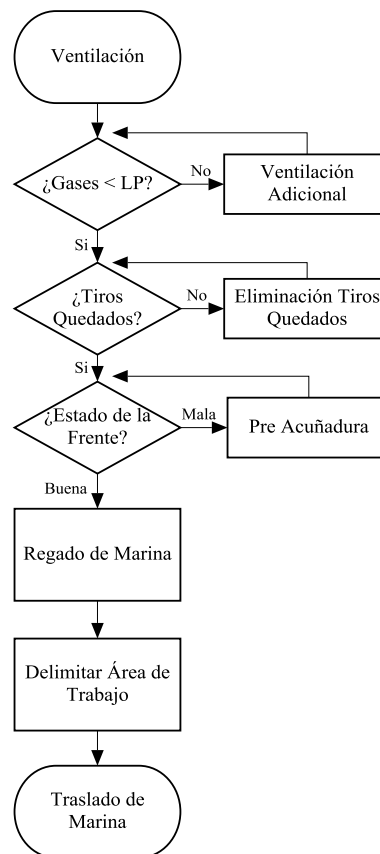 Ventilación
¿Gases < LP?
No
Ventilación
Adicional
Si
¿Tiros
Quedados?
No
Eliminación Tiros
Quedados
Si
¿Estado de la
Frente?
Mala
Pre Acuñadura
Buena
Regado de Marina
Delimitar Área de
Trabajo
Traslado de
Marina